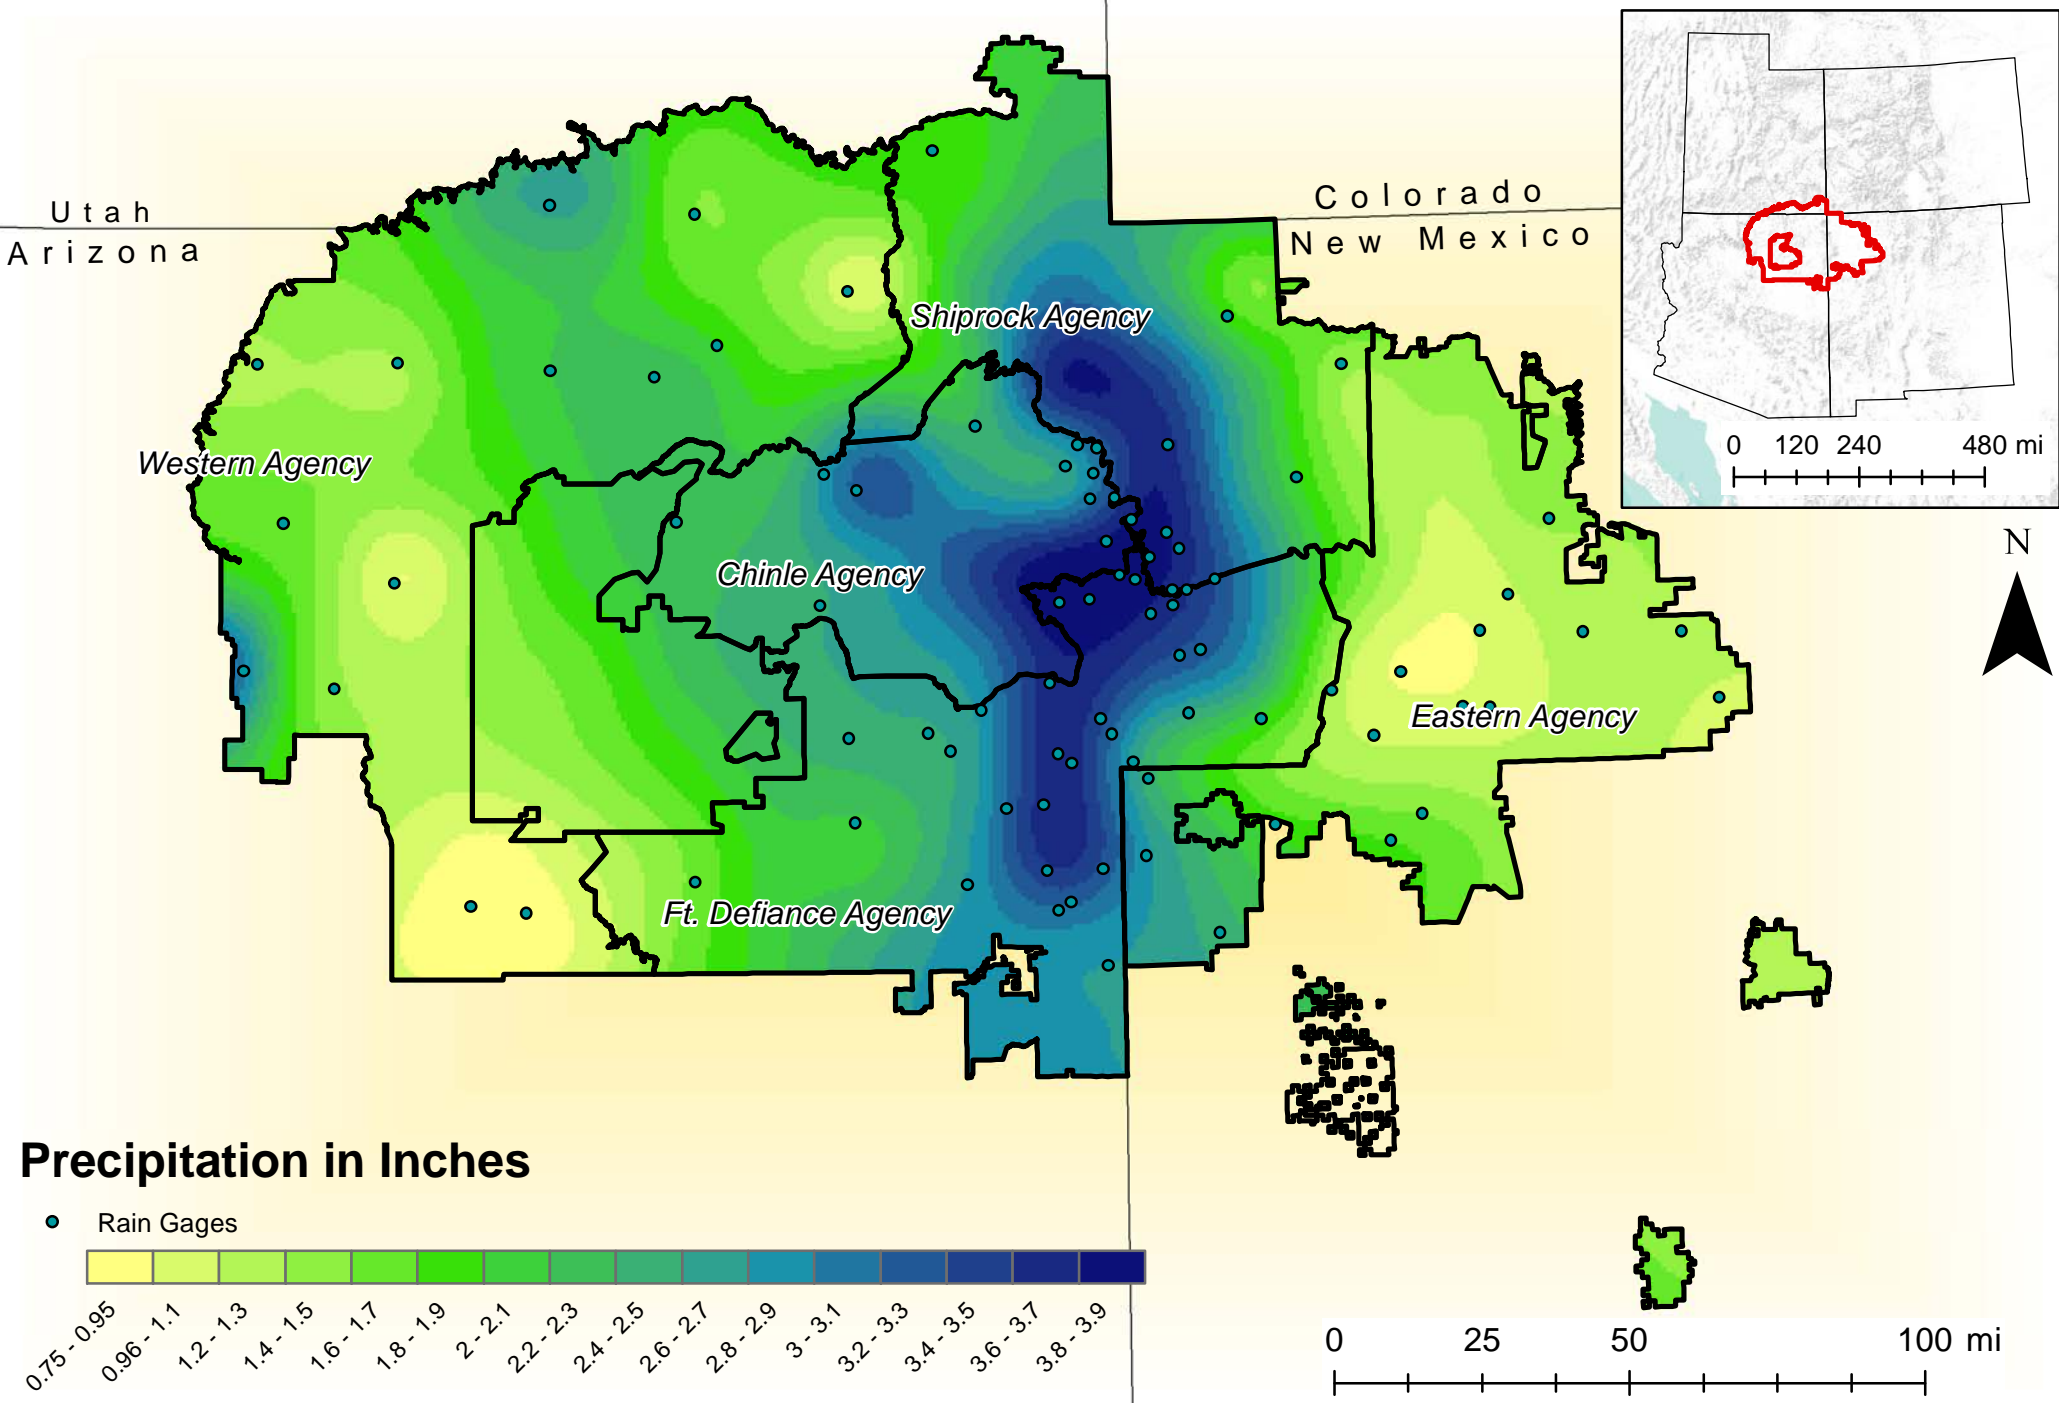 Utah
Arizona
Colorado
New Mexico
0 120 240 480 mi
N
Shiprock Agency
Western Agency
Chinle Agency
Eastern Agency
Ft. Defiance Agency
Precipitation in Inches
Rain Gages
0.75 - 0.95
0.96 - 1.1
1.2 - 1.3
1.4 - 1.5
1.6 - 1.7
1.8 - 1.9
2 - 2.1
2.2 - 2.3
2.4 - 2.5
2.6 - 2.7
2.8 - 2.9
3 - 3.1
3.2 - 3.3
3.4 - 3.5
3.6 - 3.7
3.8 - 3.9
0 25 50 100 mi